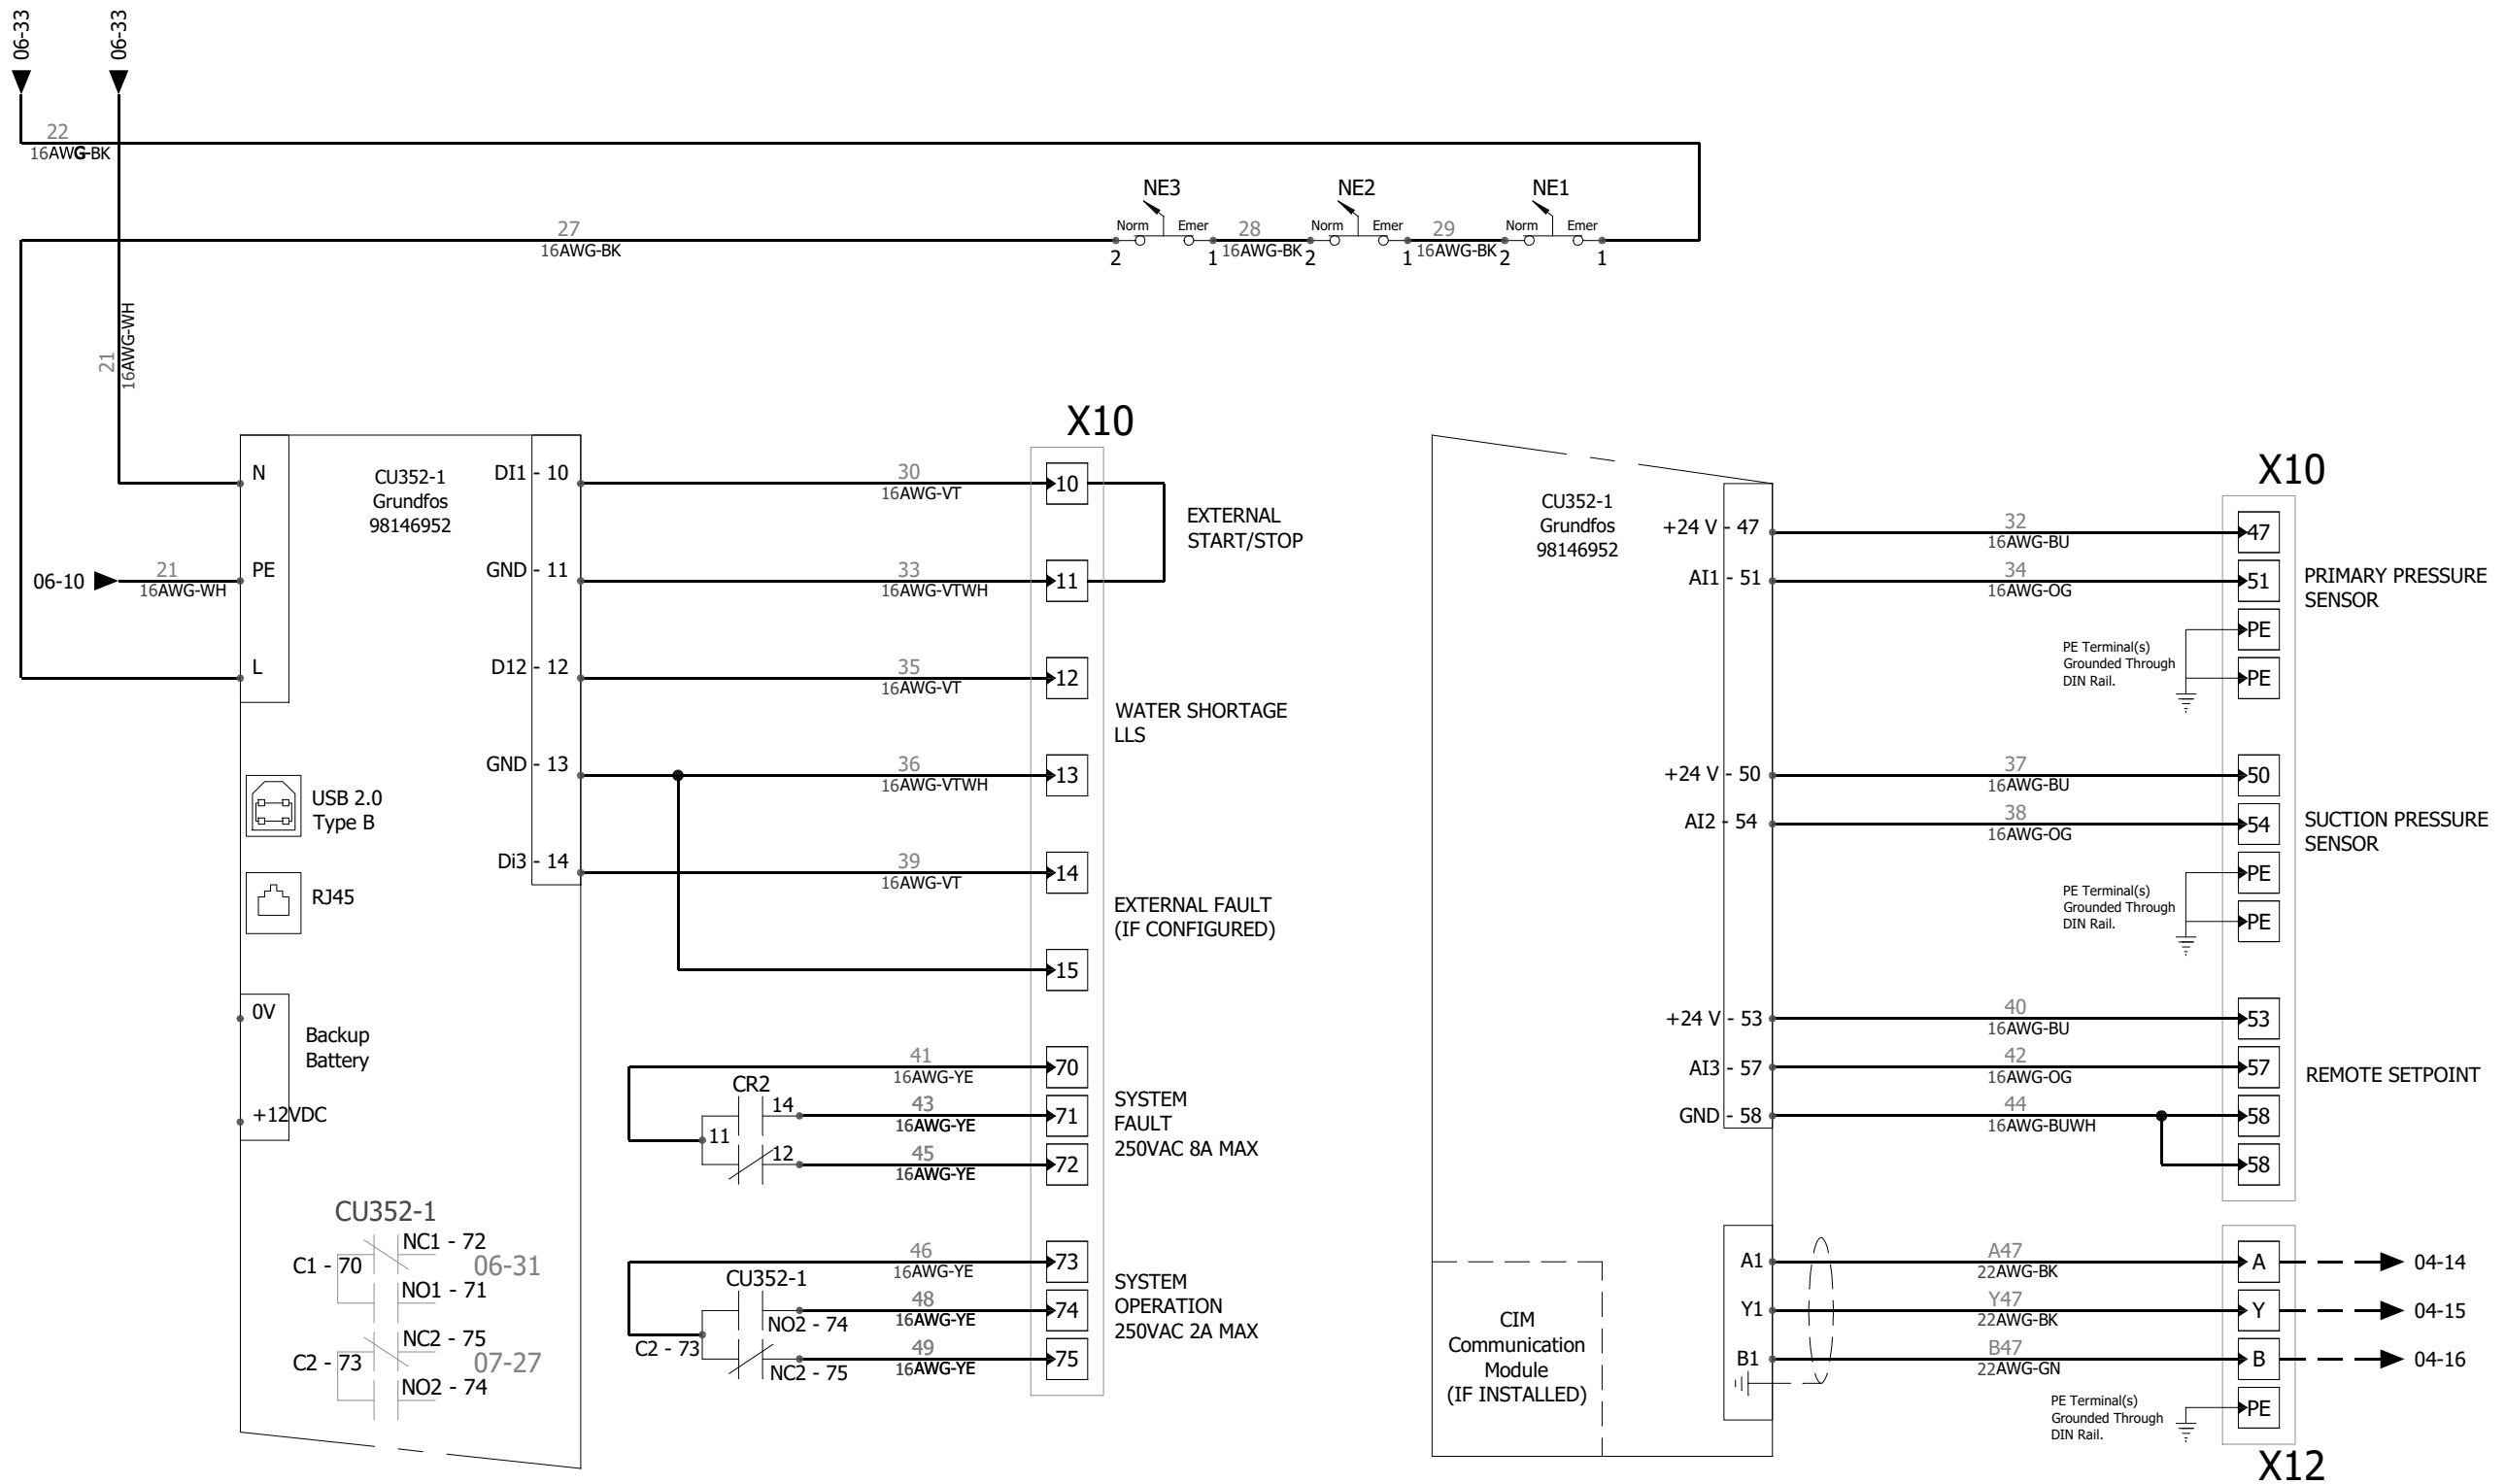 06-33
06-33
22
16AWG-BK
NE3
NE2
NE1
Norm Emer
Norm Emer
Norm Emer
27
16AWG-BK
28
16AWG-BK
29
16AWG-BK
2
1
2
1
2
1
21
16AWG-WH
X10
N
CU352-1
Grundfos
98146952
DI1 - 10
30
16AWG-VT
10
EXTERNAL
START/STOP
06-10
21
16AWG-WH
PE
GND - 11
33
16AWG-VTWH
11
L
D12 - 12
35
16AWG-VT
12
WATER SHORTAGE
LLS
GND - 13
36
16AWG-VTWH
13
USB 2.0
Type B
Di3 - 14
39
16AWG-VT
14
RJ45
EXTERNAL FAULT
(IF CONFIGURED)
15
0V
Backup
Battery
+12VDC
41
16AWG-YE
70
CR2
14
43
16AWG-YE
71
11
12
45
16AWG-YE
72
SYSTEM
FAULT
250VAC 8A MAX
CU352-1
NC1 - 72
C1 - 70
06-31
NO1 - 71
NC2 - 75
C2 - 73
07-27
NO2 - 74
46
16AWG-YE
73
CU352-1
48
16AWG-YE
74
NO2 - 74
C2 - 73
49
16AWG-YE
75
NC2 - 75
SYSTEM
OPERATION
250VAC 2A MAX
X10
CU352-1
Grundfos
98146952
+24 V - 47
32
16AWG-BU
47
AI1 - 51
34
16AWG-OG
51
PRIMARY PRESSURE
SENSOR
PE
PE Terminal(s)
Grounded Through
DIN Rail.
PE
+24 V - 50
37
16AWG-BU
50
AI2 - 54
38
16AWG-OG
54
SUCTION PRESSURE
SENSOR
PE
PE Terminal(s)
Grounded Through
DIN Rail.
PE
+24 V - 53
40
16AWG-BU
53
AI3 - 57
42
16AWG-OG
57
REMOTE SETPOINT
GND - 58
44
16AWG-BUWH
58
58
A1
A47
22AWG-BK
A
04-14
Y1
Y47
22AWG-BK
Y
04-15
B1
B47
22AWG-GN
B
04-16
CIM
Communication
Module
(IF INSTALLED)
PE Terminal(s)
Grounded Through
DIN Rail.
PE
X12